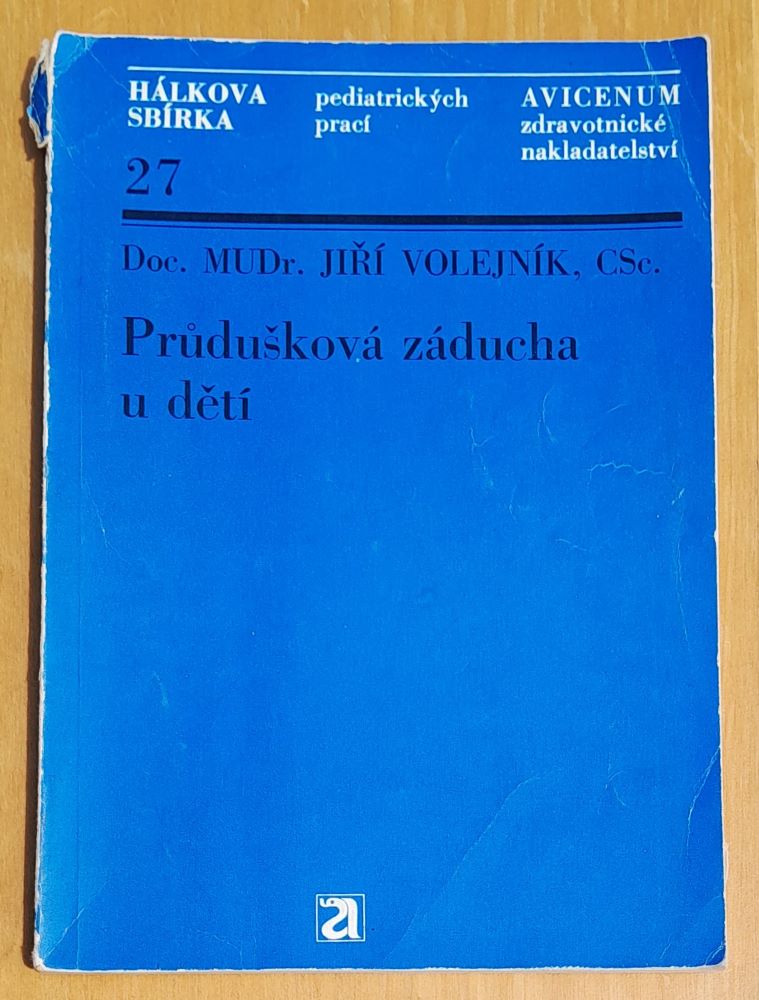 HÁLKOVA SBÍRKA
pediatrických prací
AVICENUM zdravotnické nakladatelství
27
Doc. MUDr. JIŘÍ VOLEJNÍK, CSc.
Průdušková záducha
u dětí
a